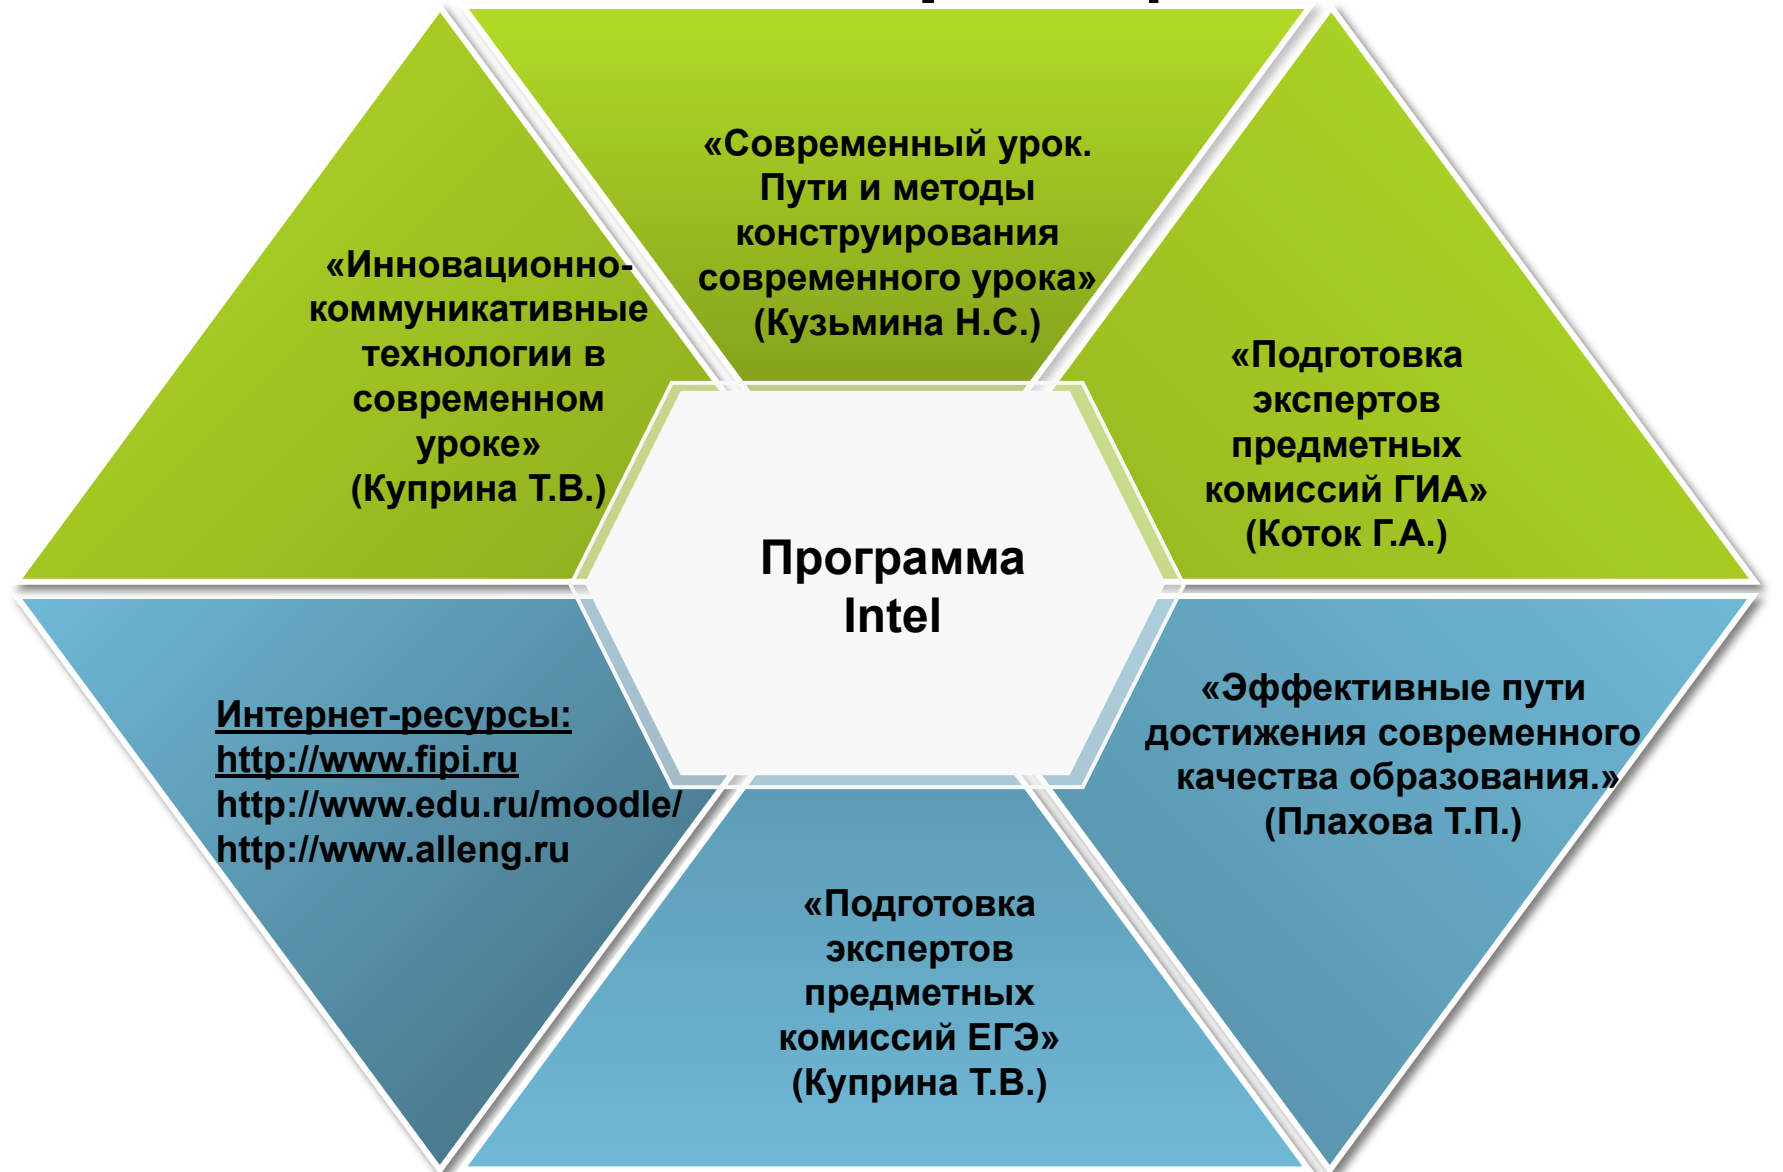 «Современный урок.
Пути и методы
конструирования
современного урока»
(Кузьмина Н.С.)
«Инновационно-
коммуникативные
технологии в
современном
уроке»
(Куприна Т.В.)
«Подготовка
экспертов
предметных
комиссий ГИА»
(Коток Г.А.)
Программа
Intel
Интернет-ресурсы:
http://www.fipi.ru
http://www.edu.ru/moodle/
http://www.alleng.ru
«Эффективные пути
достижения современного
качества образования.»
(Плахова Т.П.)
«Подготовка
экспертов
предметных
комиссий ЕГЭ»
(Куприна Т.В.)